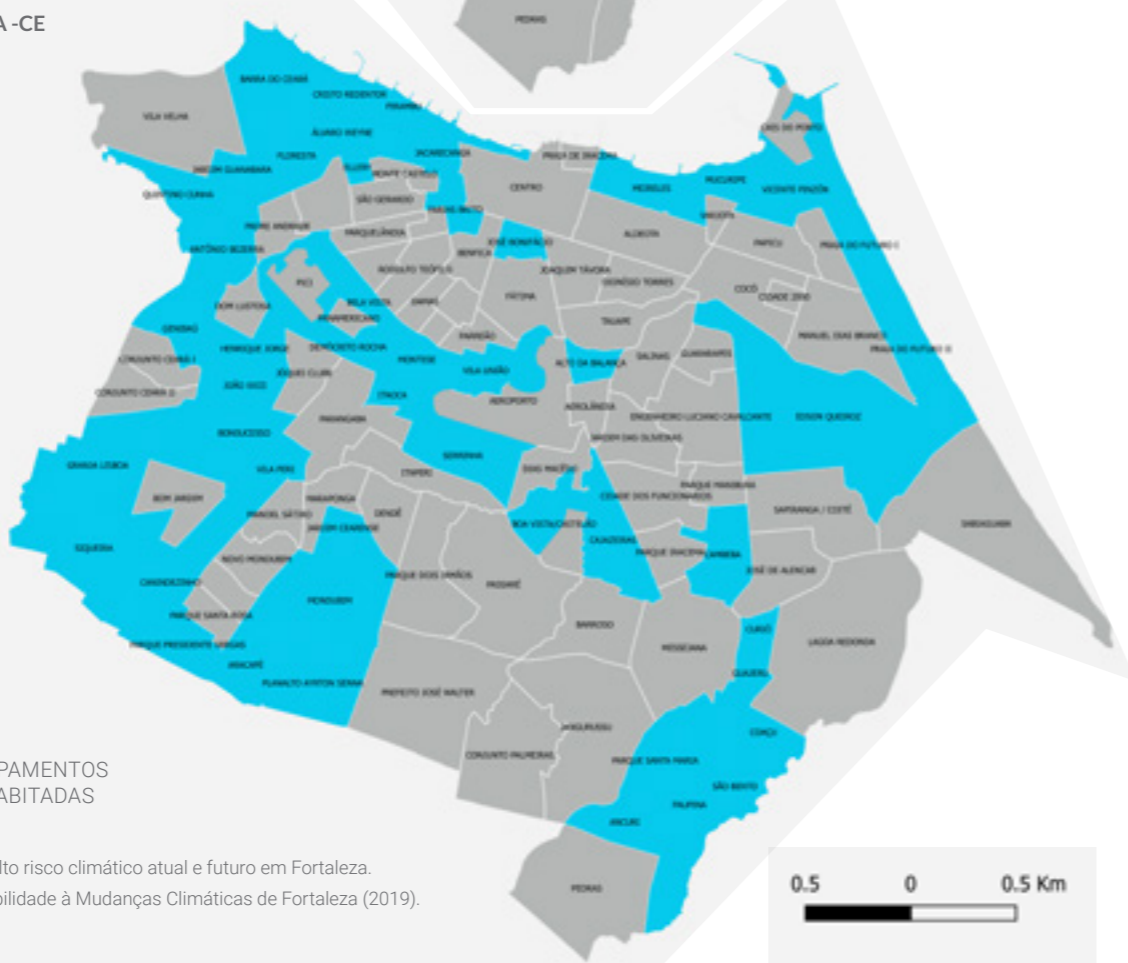 A -CE
PEDRAS
BARRA DO CEARÁ
CRISTO REDENTOR
PIRAMBU
VILA VELHA
ÁLVARO WEYNE
CAIS DO PORTO
FLORESTA
JACARECANGA
PRAIA DE IRACEMA
JARDIM GUANABARA
ELLERY
MONTE CASTELO
CENTRO
MEIRELES
MUCURIPE
VICENTE PINZÓN
QUINTINO CUNHA
SÃO GERARDO
FARIAS BRITO
VARJOTA
PADRE ANDRADE
PARQUELÂNDIA
JOSÉ BONIFÁCIO
ALDEOTA
PAPICU
PRAIA DO FUTURO I
ANTÔNIO BEZERRA
BENFICA
RODOLFO TEÓFILO
JOAQUIM TÁVORA
DIONÍSIO TORRES
PICI
COCÓ
CIDADE 2000
DOM LUSTOSA
BELA VISTA
DAMAS
FÁTIMA
PANAMERICANO
TAUAPE
GENIBAÚ
PARREÃO
MANUEL DIAS BRANCO
HENRIQUE JORGE
DEMÓCRITO ROCHA
PRAIA DO FUTURO II
CONJUNTO CEARÁ I
MONTESE
VILA UNIÃO
ALTO DA BALANÇA
SALINAS
GUARARAPES
JÓQUEI CLUBE
JOÃO XXIII
CONJUNTO CEARÁ II
ITAOCA
AEROPORTO
AEROLÂNDIA
PARANGABA
ENGENHEIRO LUCIANO CAVALCANTE
EDSON QUEIROZ
BONSUCESSO
JARDIM DAS OLIVEIRAS
SERRINHA
GRANJA LISBOA
VILA PERI
ITAPERI
DIAS MACÊDO
PARQUE MANIBURA
BOM JARDIM
MARAPONGA
CIDADE DOS FUNCIONÁRIOS
MANOEL SÁTIRO
DENDÊ
SAPIRANGA / COITÉ
JARDIM CEARENSE
BOA VISTA/CASTELÃO
SABIAGUABA
CAJAZEIRAS
SIQUEIRA
PARQUE IRACEMA
CAMBEBA
NOVO MONDUBIM
JOSÉ DE ALENCAR
CANINDEZINHO
PARQUE DOIS IRMÃOS
PASSARÉ
MONDUBIM
PARQUE SANTA ROSA
BARROSO
CURIÓ
PARQUE PRESIDENTE VARGAS
MESSEJANA
LAGOA REDONDA
ARACAPÉ
GUAJERU
PLANALTO AYRTON SENNA
PREFEITO JOSÉ WALTER
JANGURUSSU
COAÇU
CONJUNTO PALMEIRAS
PARQUE SANTA MARIA
PAMENTOS
ABITADAS
SÃO BENTO
PAUPINA
ANCURI
lto risco climático atual e futuro em Fortaleza.
PEDRAS
bilidade à Mudanças Climáticas de Fortaleza (2019).
0.5 0 0.5 Km